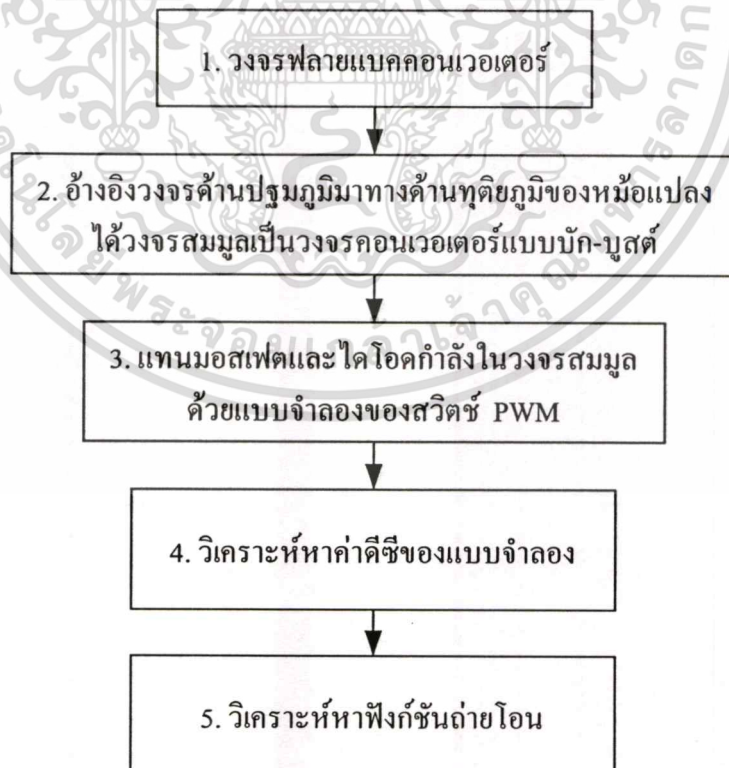 1. วงจรฟลายแบคคอนเวอเตอร์
2. อ้างอิงวงจรด้านปฐมภูมิมาทางด้านทุติยภูมิของหม้อแปลง
ได้วงจรสมมูลเป็นวงจรคอนเวอเตอร์แบบบัก-บูสต์
3. แทนมอสเฟตและไดโอดกำลังในวงจรสมมูล
ด้วยแบบจำลองของสวิตช์ PWM
4. วิเคราะห์หาค่าดีซีของแบบจำลอง
5. วิเคราะห์หาฟังก์ชันถ่ายโอน